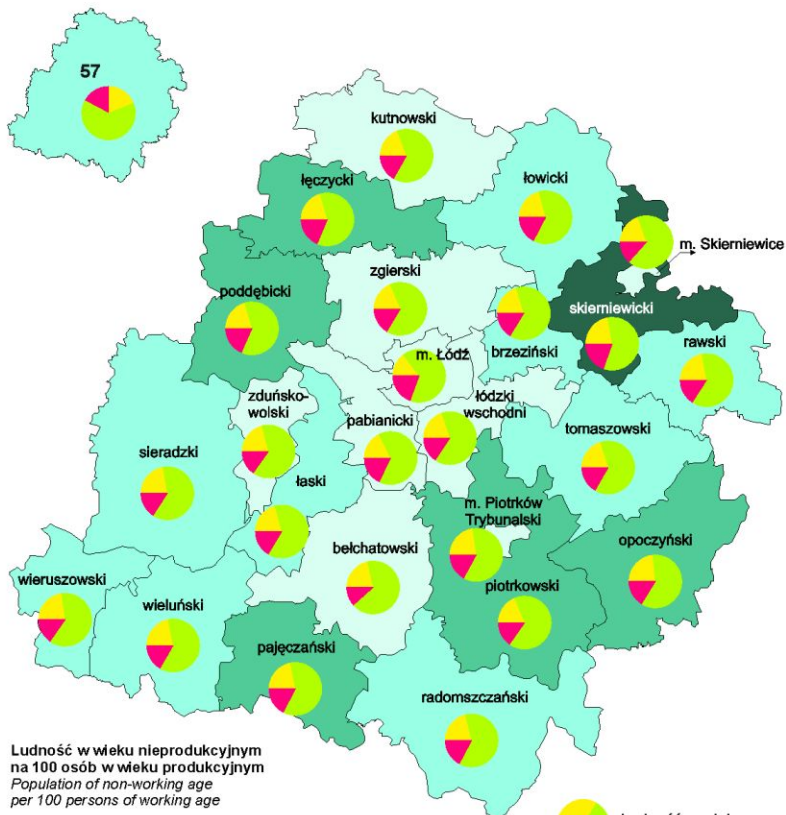 57
kutnowski
łęczycki
łowicki
m. Skierniewice
zgierski
poddębicki
skierniewicki
m. Łódź
brzeziński
rawski
zduńsko-
wolski
łódzki
wschodni
pabianicki
tomaszowski
sieradzki
łaski
m. Piotrków
Trybunalski
opoczyński
bełchatowski
wieruszowski
piotrkowski
wieluński
pajęczański
radomszczański
Ludność w wieku nieprodukcyjnym
na 100 osób w wieku produkcyjnym
Population of non-working age
per 100 persons of working age